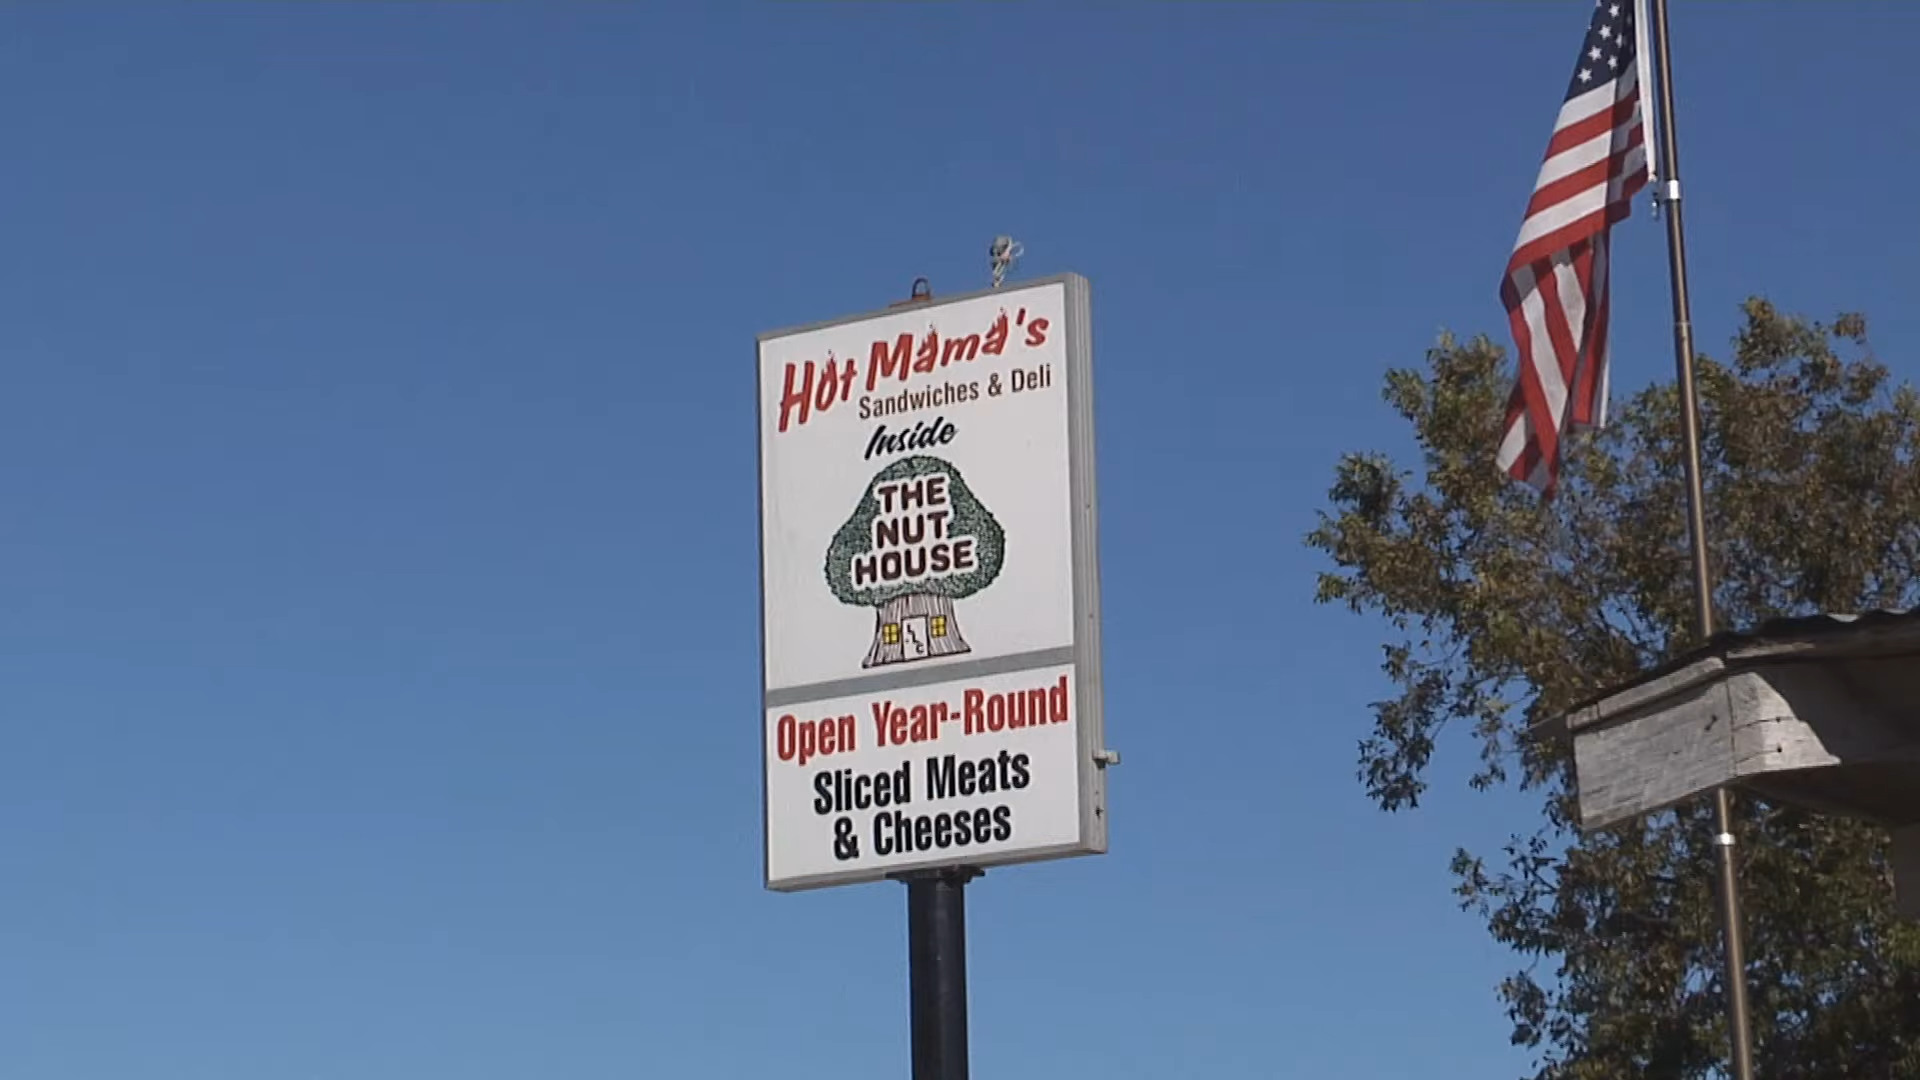 Hot Mama's
Sandwiches & Deli
Inside
THE
NUT
HOUSE
Open Year-Round
Sliced Meats
& Cheeses